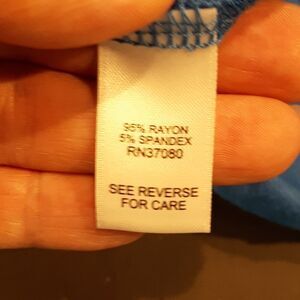 95% RAYON
5% SPANDEX
RN37080
SEE REVERSE
FOR CARE